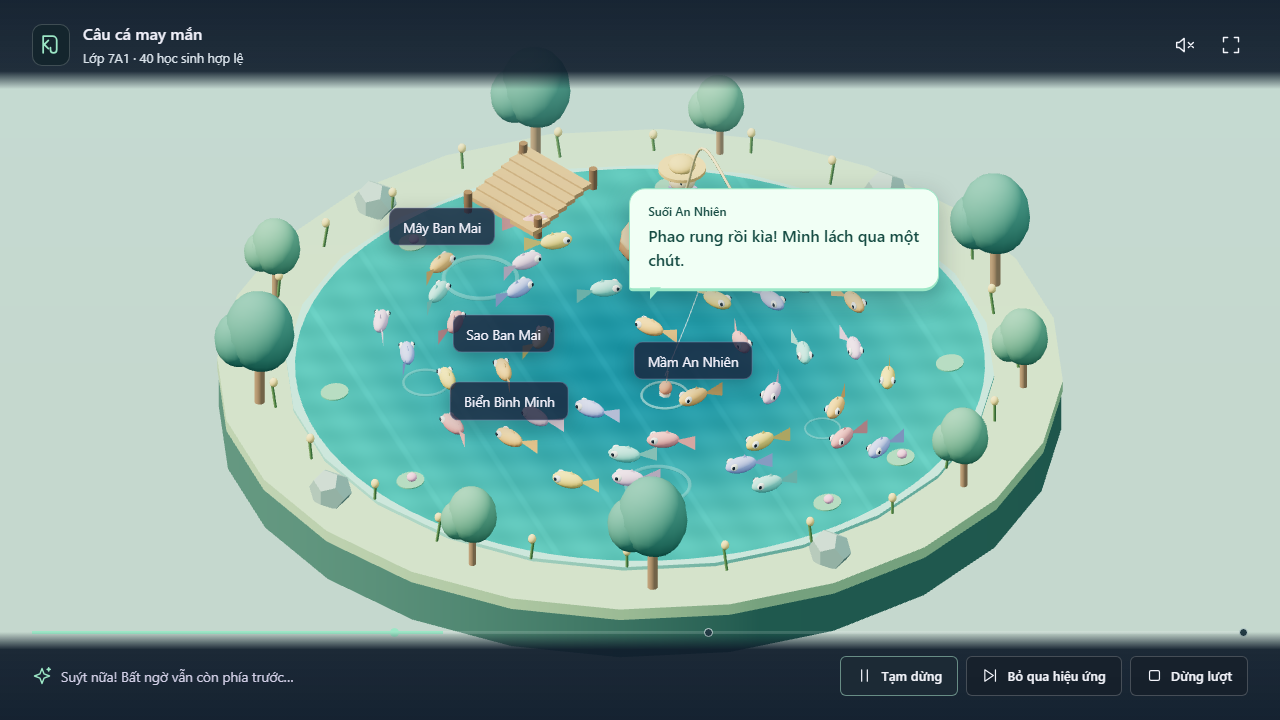 Câu cá may mắn
Lớp 7A1 · 40 học sinh hợp lệ
Mây Ban Mai
Suối An Nhiên
Phao rung rồi kìa! Mình lách qua một
chút.
Sao Ban Mai
Mầm An Nhiên
Biển Bình Minh
Suýt nữa! Bất ngờ vẫn còn phía trước...
Tạm dừng
Bỏ qua hiệu ứng
Dừng lượt